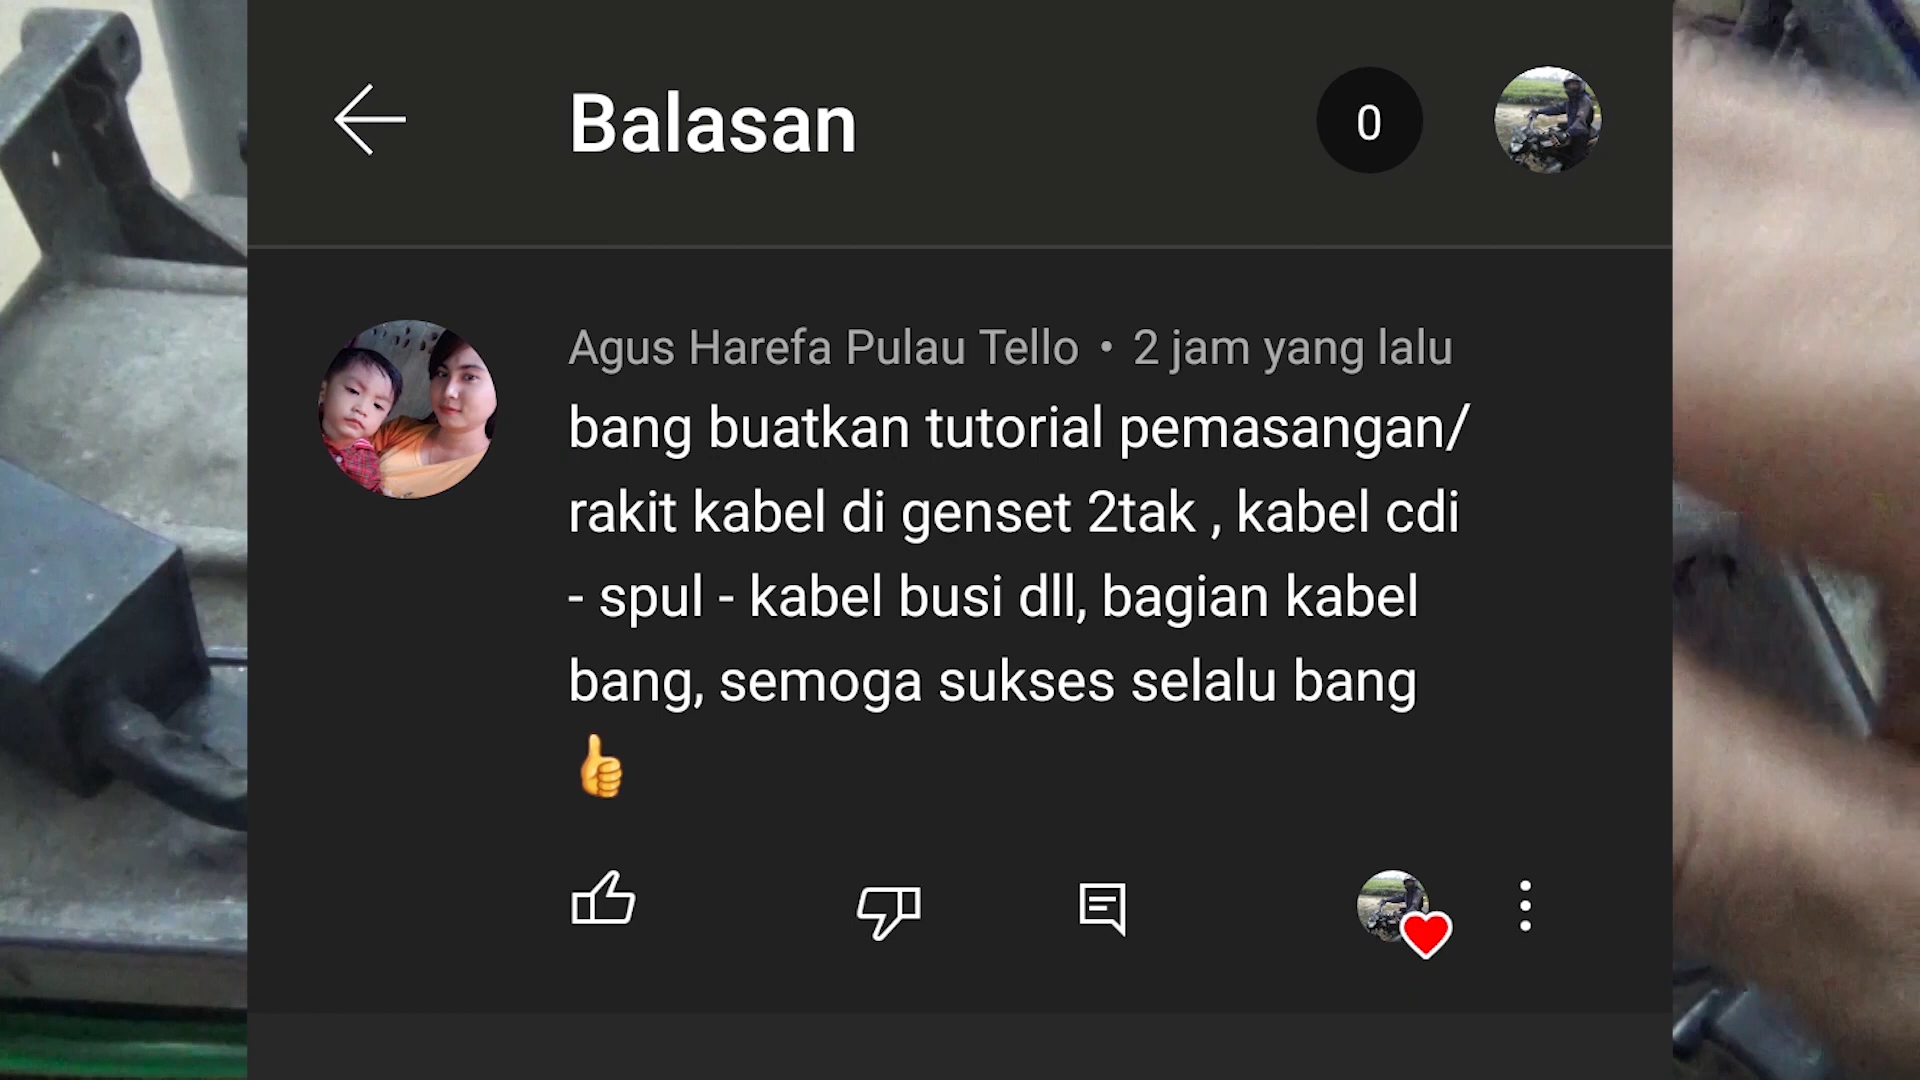 Balasan
0
Agus Harefa Pulau Tello • 2 jam yang lalu
bang buatkan tutorial pemasangan/
rakit kabel di genset 2tak , kabel cdi
- spul - kabel busi dll, bagian kabel
bang, semoga sukses selalu bang
👍